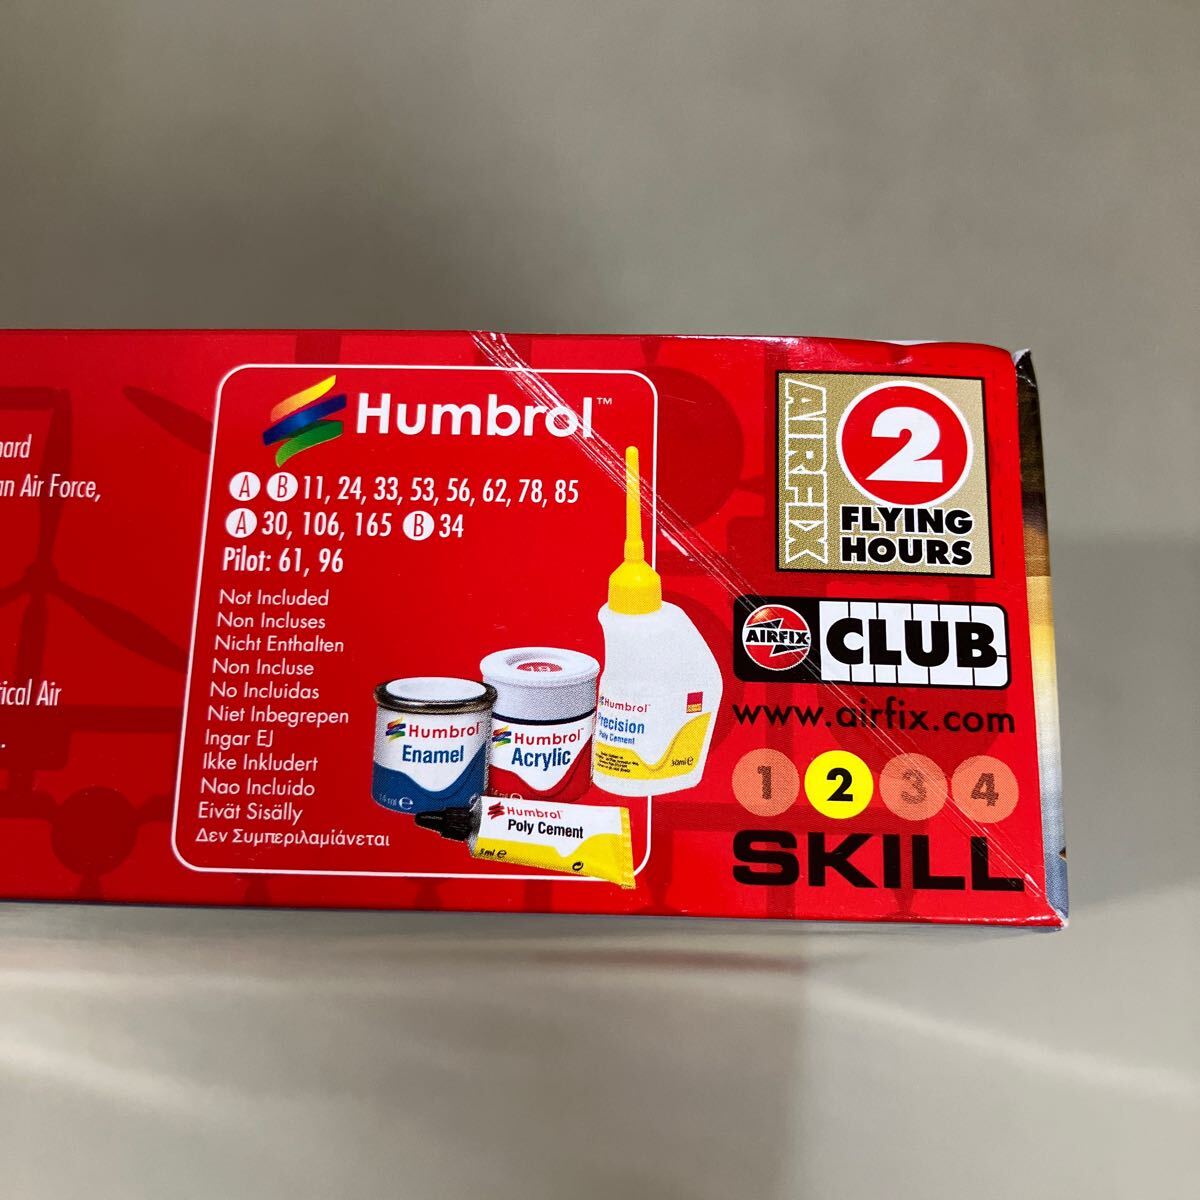 an Air Force,
tical Air
Humbrol™
A B 11, 24, 33, 53, 56, 62, 78, 85
A 30, 106, 165 B 34
Pilot: 61, 96
Not Included
Non Incluses
Nicht Enthalten
Non Incluse
No Incluidas
Niet Inbegrepen
Ingar EJ
Ikke Inkludert
Nao Incluido
Eivät Sisälly
Δεν Συμπεριλαμιάνεται
Humbrol
Enamel
Humbrol
Acrylic
Humbrol
Precision
Poly Cement
Humbrol
Poly Cement
5ml e
AIRFIX
2
FLYING
HOURS
AIRFIX
CLUB
www.airfix.com
1 2 3 4
SKILL